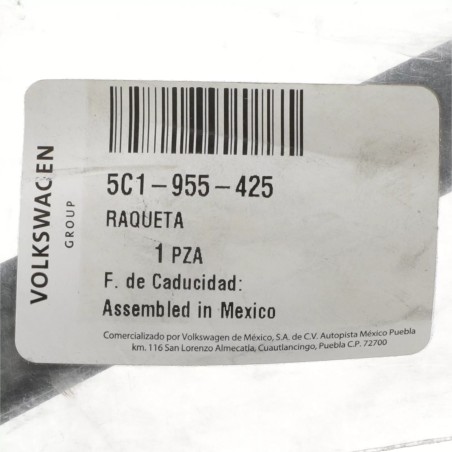 VOLKSWAGEN
GROUP
5C1-955-425
RAQUETA
1 PZA
F. de Caducidad:
Assembled in Mexico
Comercializado por Volkswagen de México, S.A. de C.V. Autopista México Puebla
km. 116 San Lorenzo Almecatla, Cuautlancingo, Puebla C.P. 72700